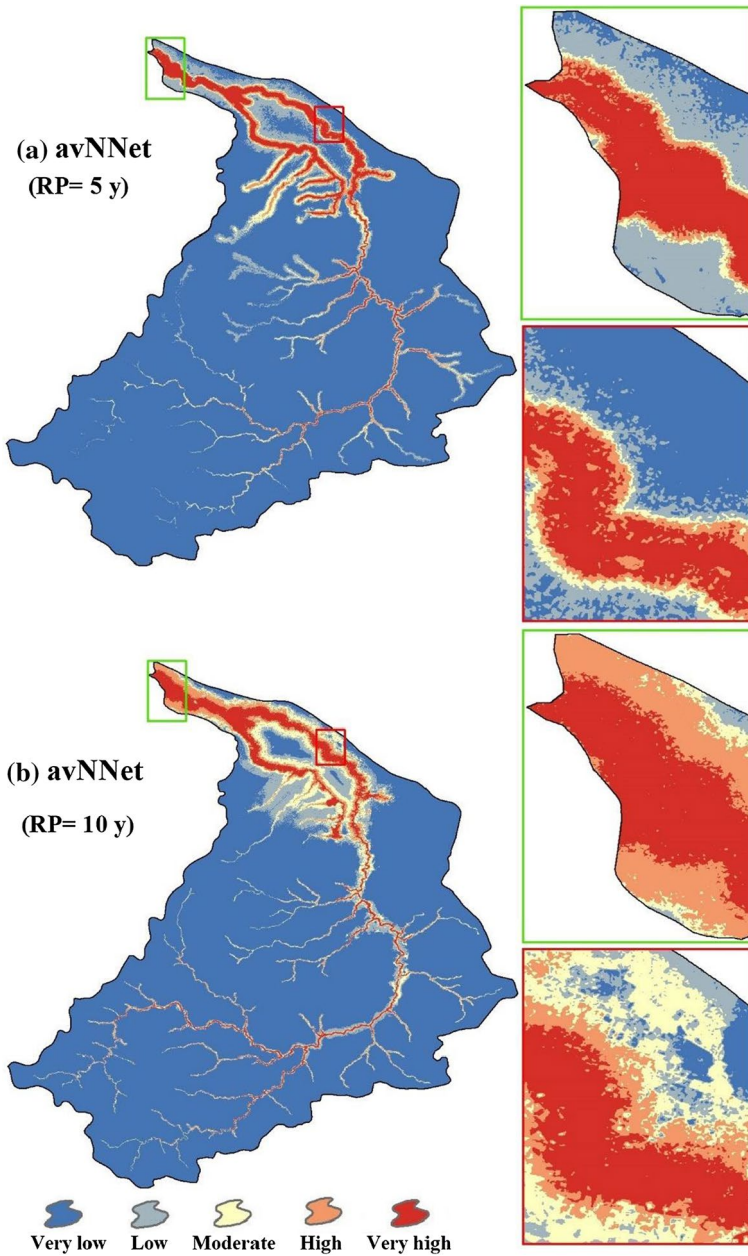 (a) avNNet
(RP= 5 y)
(b) avNNet
(RP= 10 y)
Very low Low Moderate High Very high